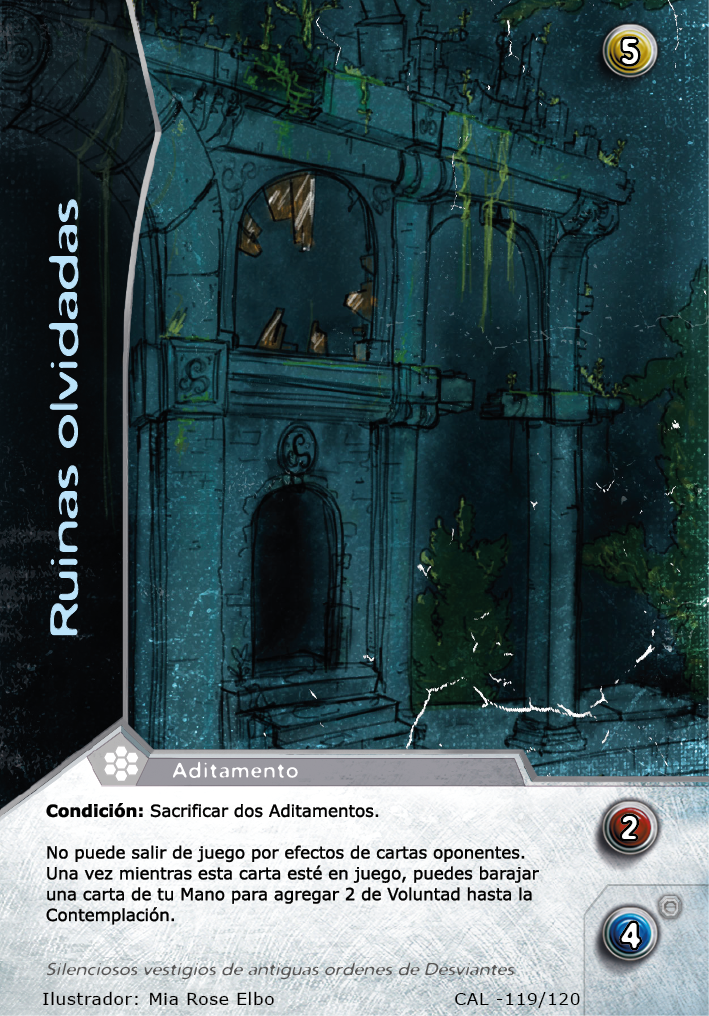 5
Ruinas olvidadas
Aditamento
Condición: Sacrificar dos Aditamentos.
No puede salir de juego por efectos de cartas oponentes.
Una vez mientras esta carta esté en juego, puedes barajar
una carta de tu Mano para agregar 2 de Voluntad hasta la
Contemplación.
2
4
Silenciosos vestigios de antiguas ordenes de Desviantes
Ilustrador: Mia Rose Elbo
CAL -119/120